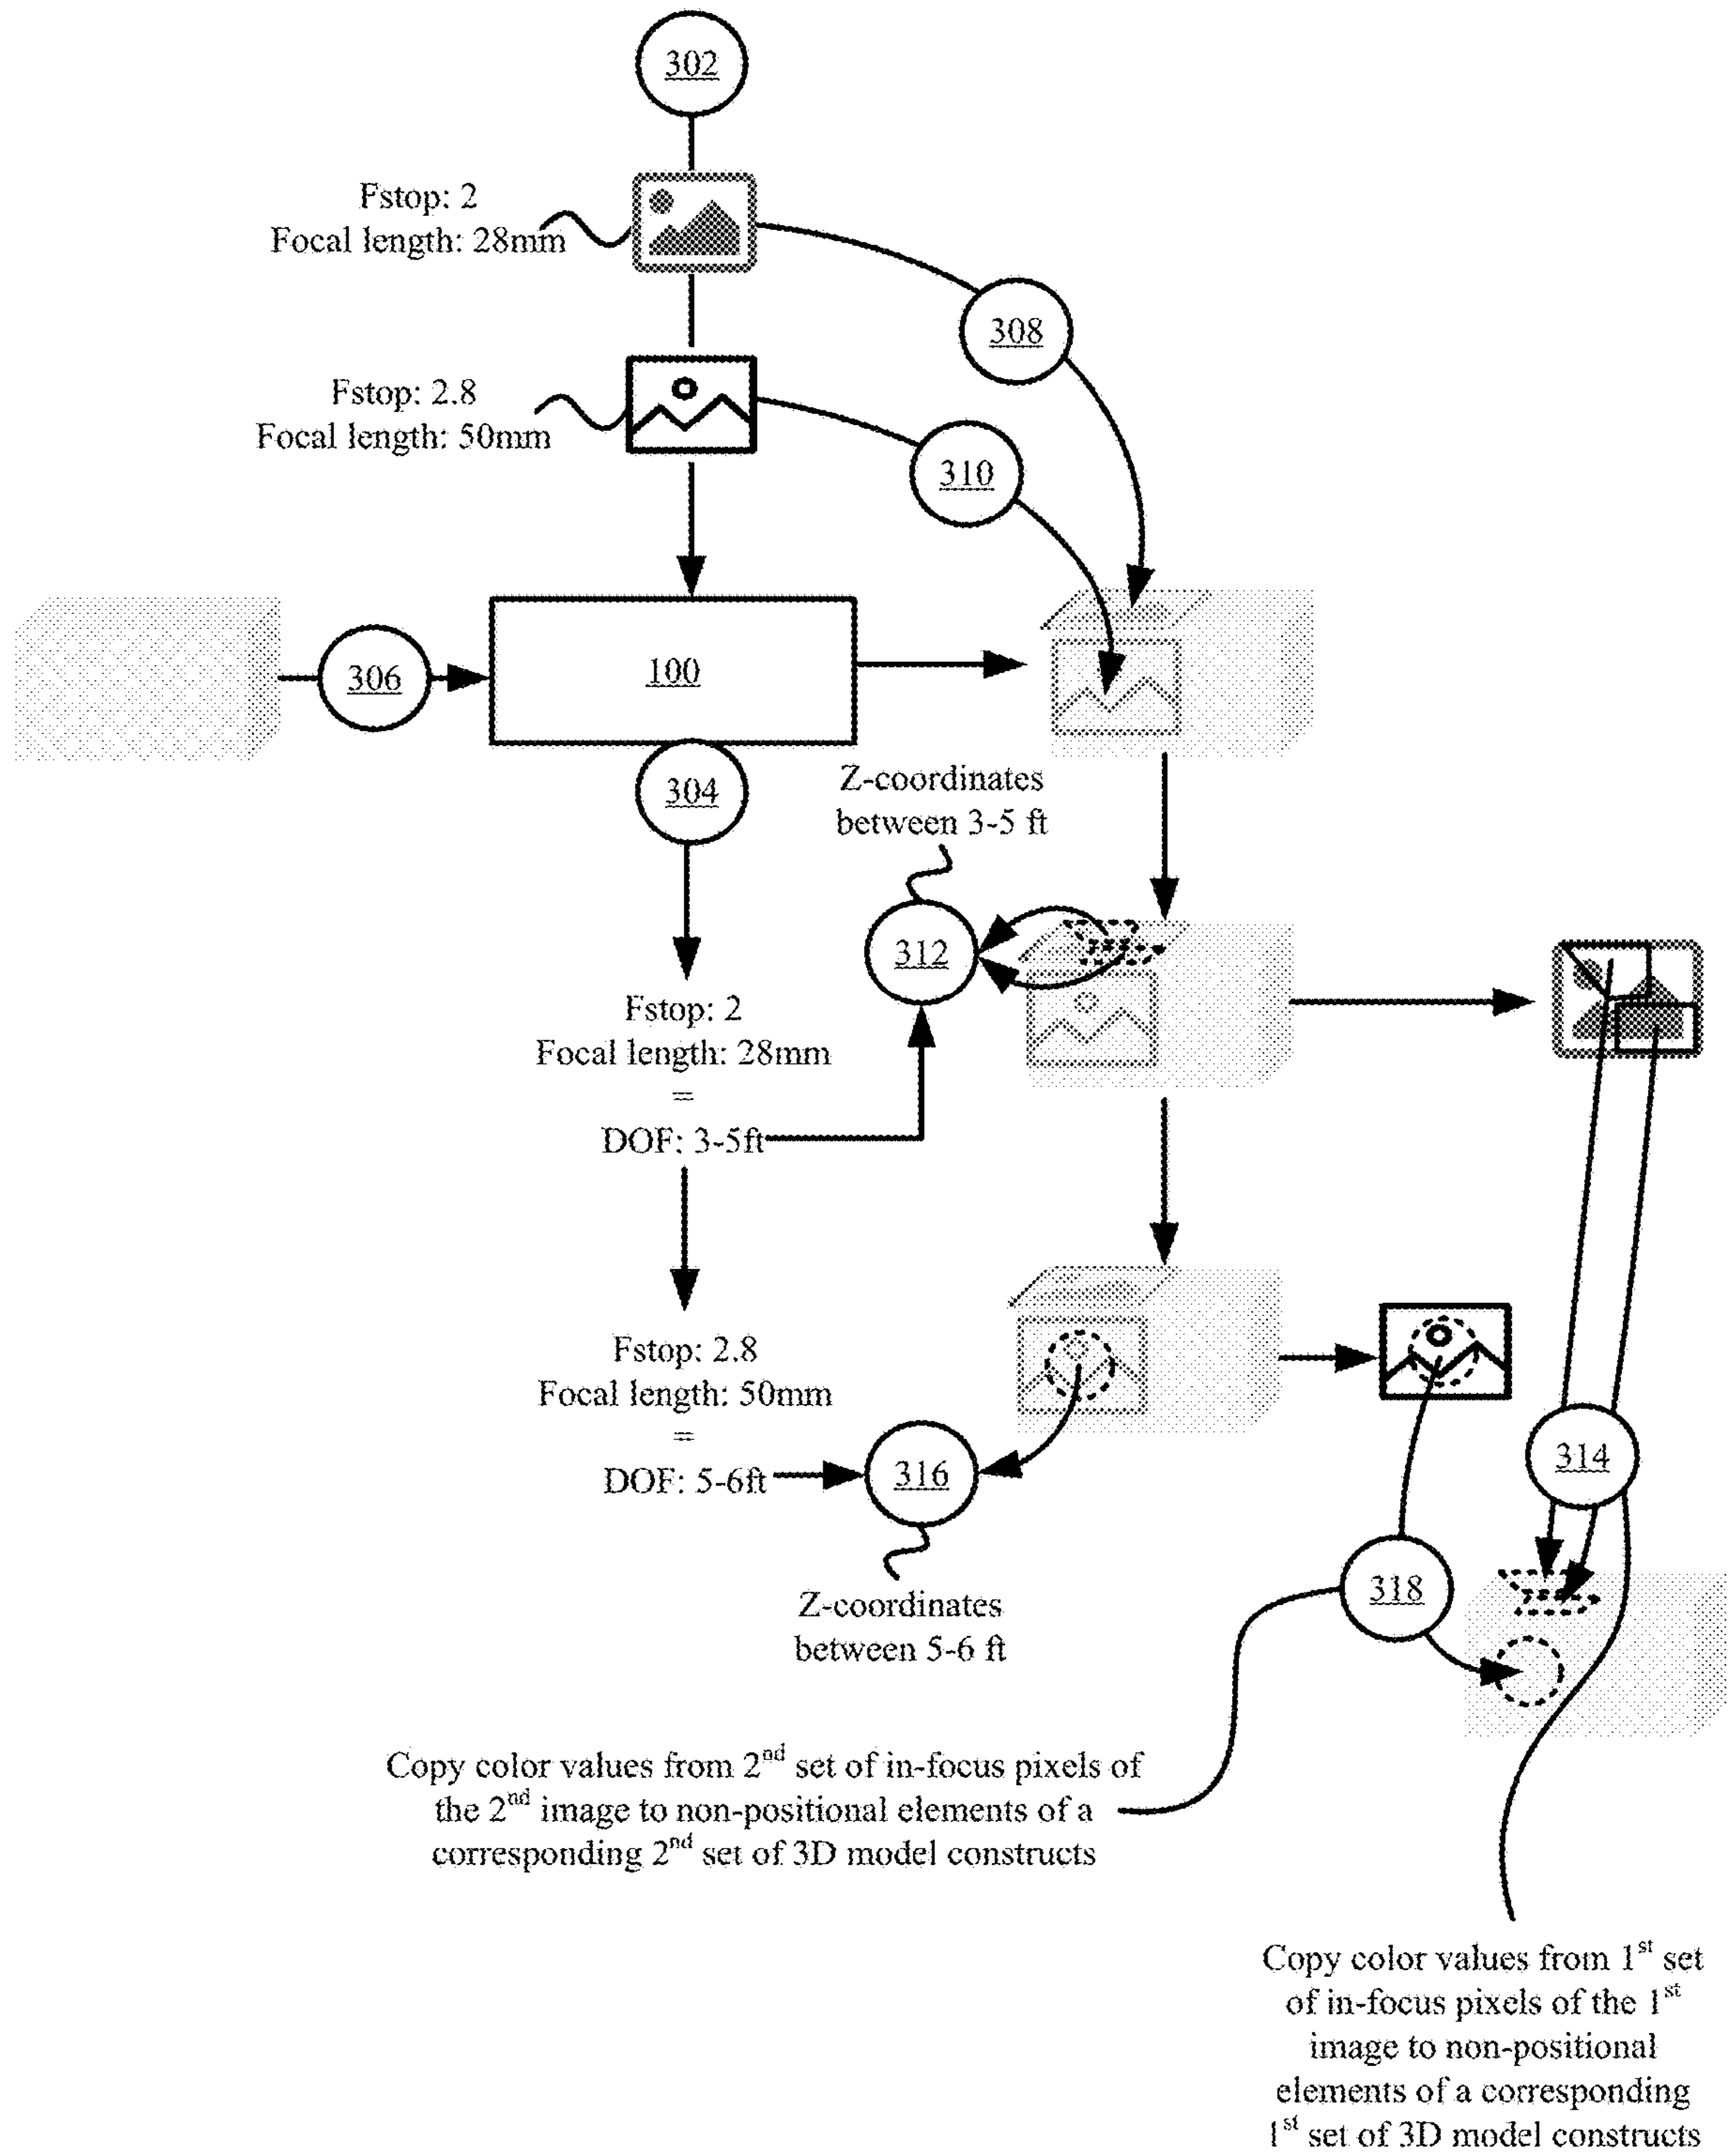 302
Fstop: 2
Focal length: 28mm
308
Fstop: 2.8
Focal length: 50mm
310
306
100
304
Z-coordinates
between 3-5 ft
312
Fstop: 2
Focal length: 28mm
=
DOF: 3-5ft
Fstop: 2.8
Focal length: 50mm
=
DOF: 5-6ft
316
314
318
Z-coordinates
between 5-6 ft
Copy color values from 2nd set of in-focus pixels of
the 2nd image to non-positional elements of a
corresponding 2nd set of 3D model constructs
Copy color values from 1st set
of in-focus pixels of the 1st
image to non-positional
elements of a corresponding
1st set of 3D model constructs